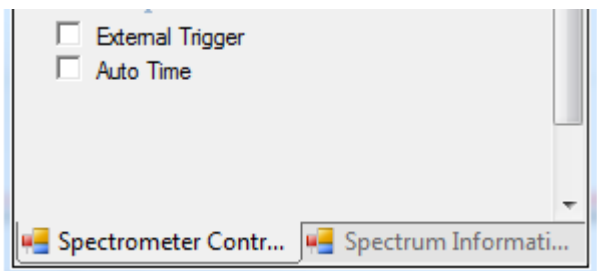 External Trigger
Auto Time
Spectrometer Contr... Spectrum Informati...